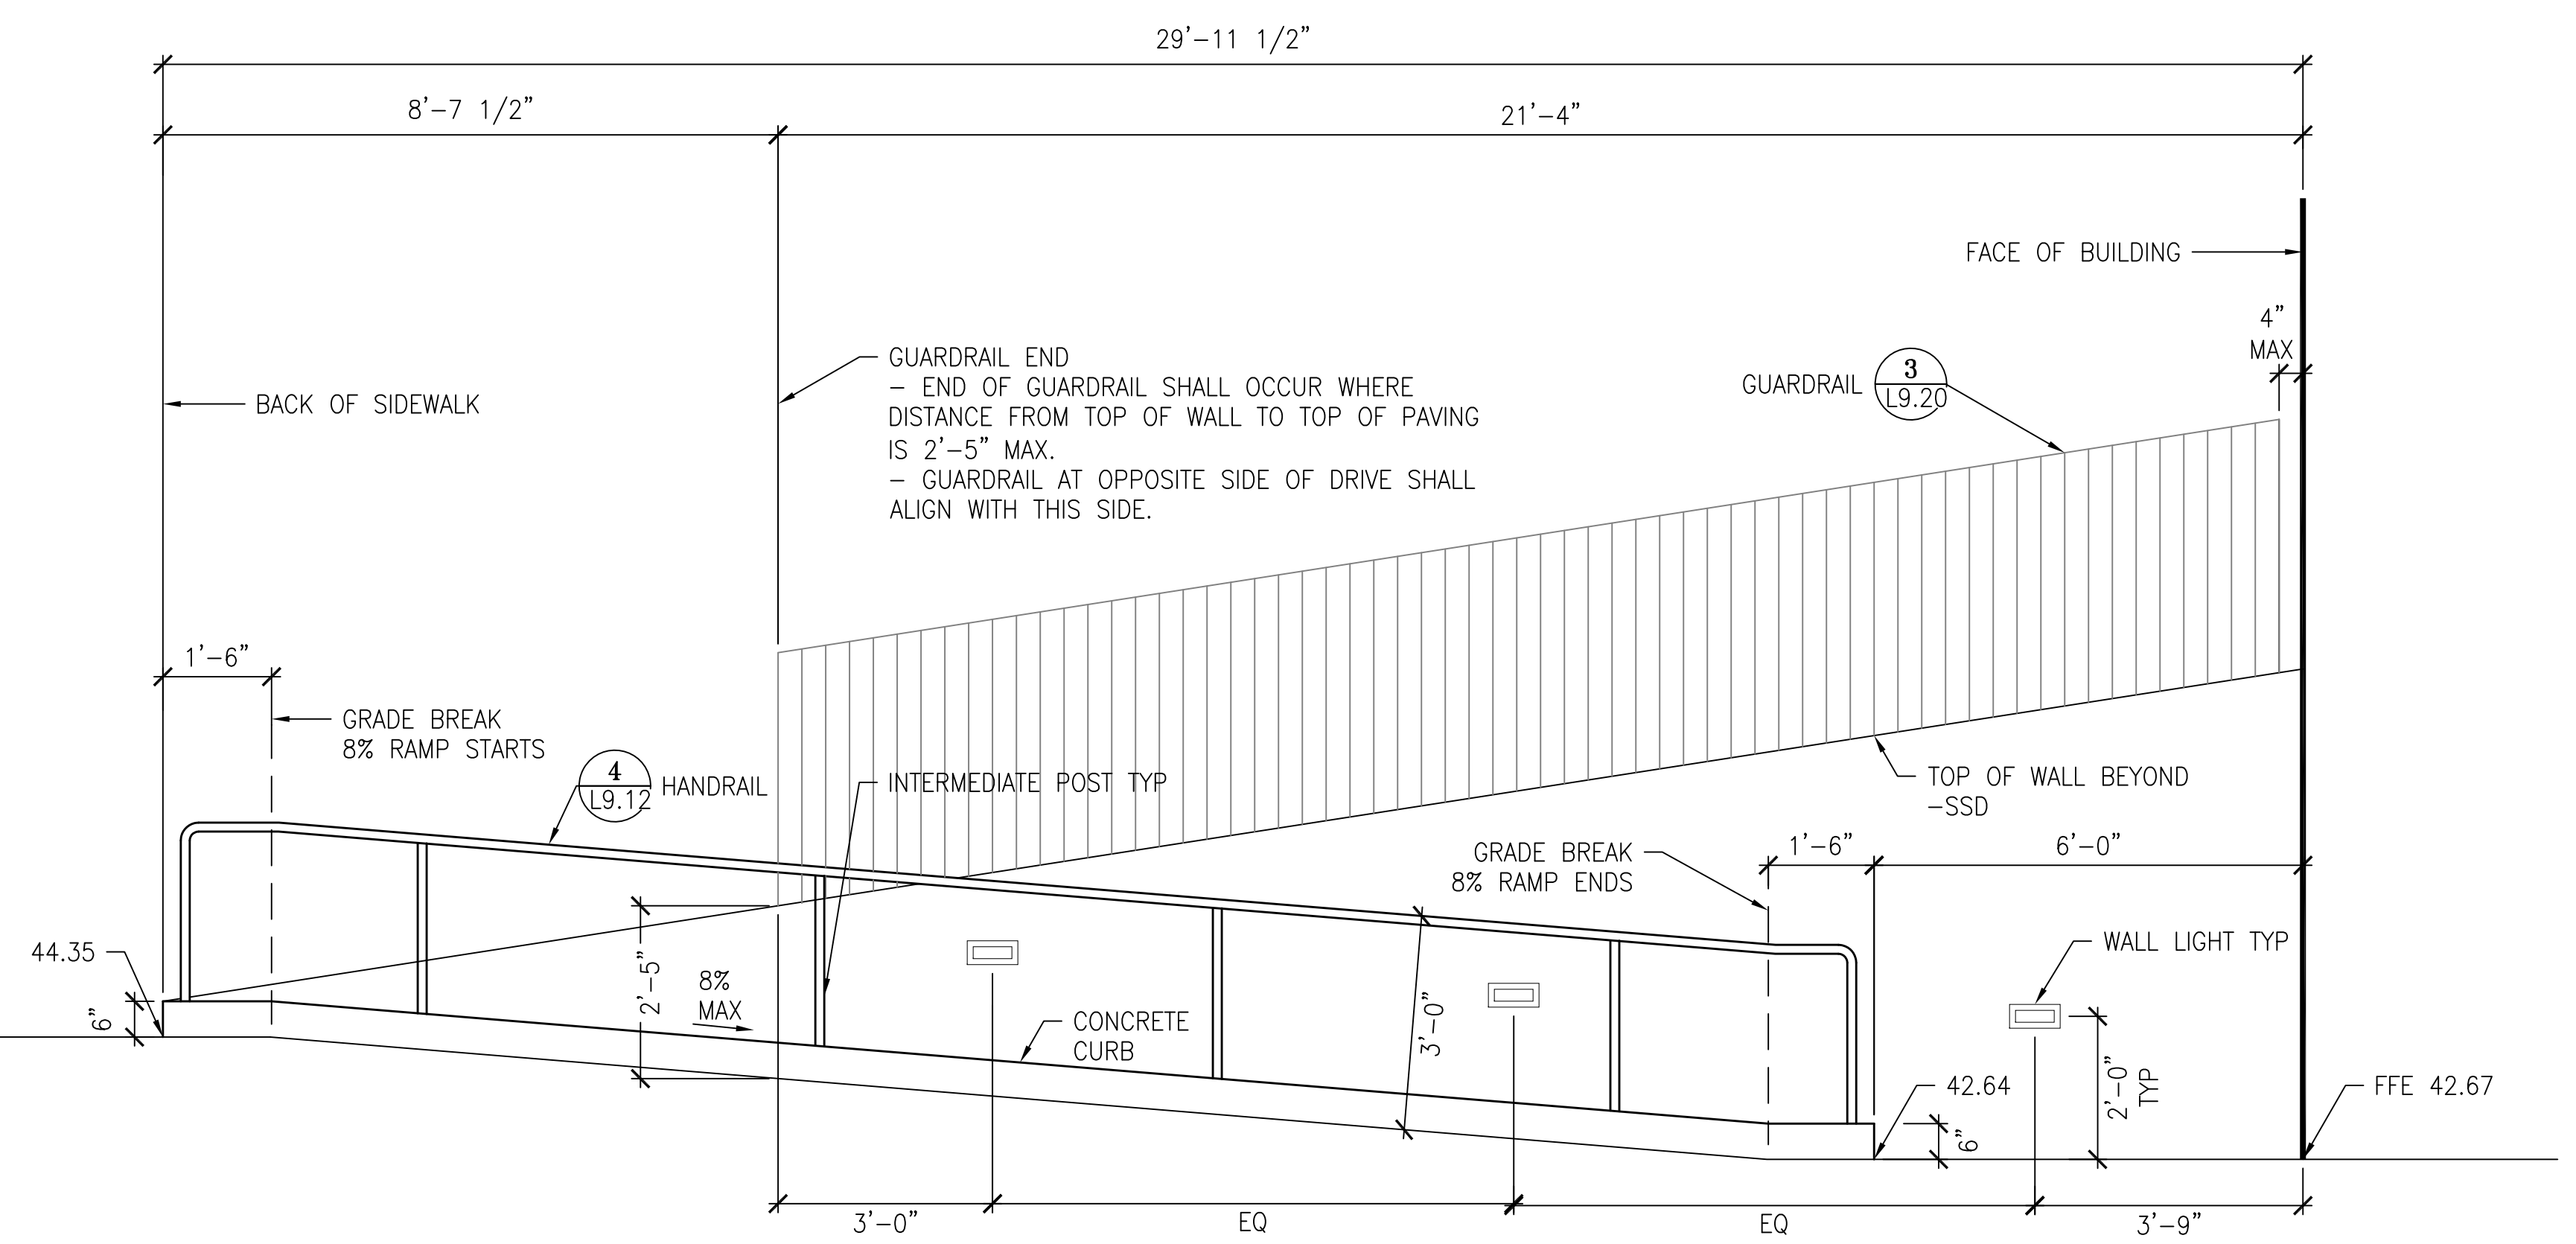 29'-11 1/2"
8'-7 1/2"
21'-4"
FACE OF BUILDING
4"
MAX
GUARDRAIL END
- END OF GUARDRAIL SHALL OCCUR WHERE
DISTANCE FROM TOP OF WALL TO TOP OF PAVING
IS 2'-5" MAX.
- GUARDRAIL AT OPPOSITE SIDE OF DRIVE SHALL
ALIGN WITH THIS SIDE.
GUARDRAIL
3
L9.20
BACK OF SIDEWALK
1'-6"
GRADE BREAK
8% RAMP STARTS
4
L9.12
HANDRAIL
INTERMEDIATE POST TYP
TOP OF WALL BEYOND
-SSD
GRADE BREAK
8% RAMP ENDS
1'-6"
6'-0"
44.35
6"
2'-5"
8%
MAX
CONCRETE
CURB
3'-0"
WALL LIGHT TYP
42.64
6"
2'-0"
TYP
FFE 42.67
3'-0"
EQ
EQ
3'-9"